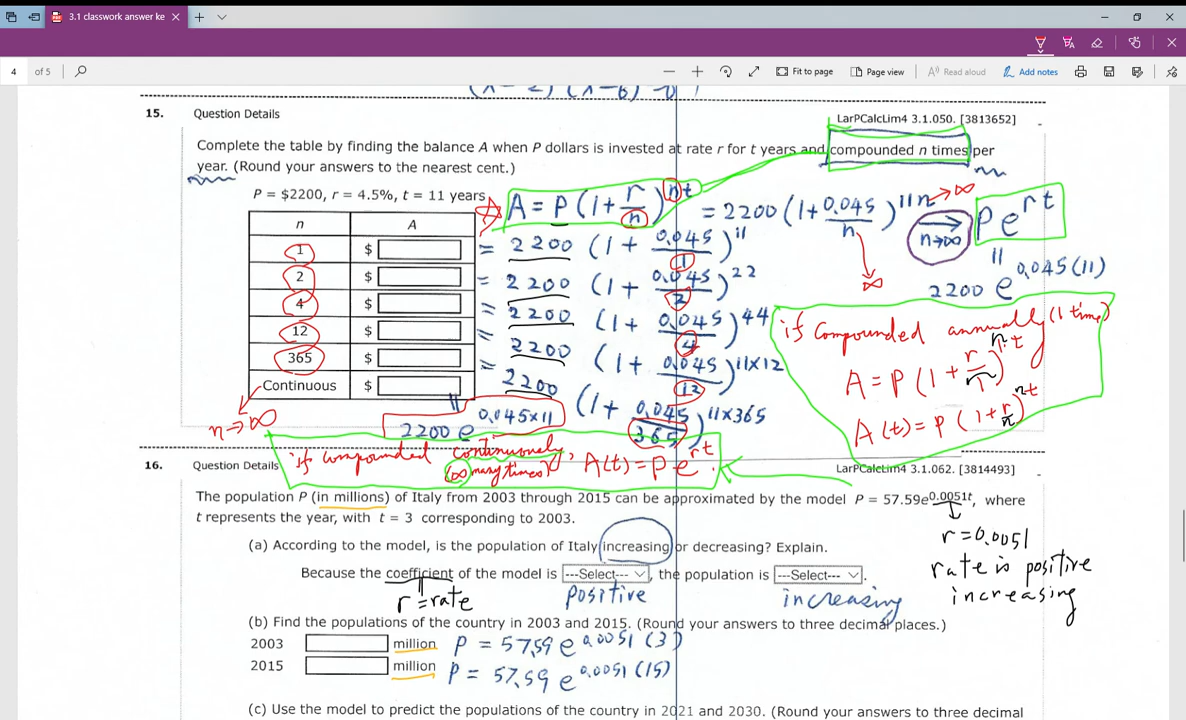 3.1 classwork answer ke
4 of 5
Fit to page
Page view
Read aloud
Add notes
15. Question Details
LarPCalcLim4 3.1.050. [3813652]
Complete the table by finding the balance A when P dollars is invested at rate r for t years and compounded n times per
year. (Round your answers to the nearest cent.)
P = $2200, r = 4.5%, t = 11 years
A = P (1 + r/n)^nt = 2200 (1 + 0.045/n)^11n → ∞
n→∞
Pe^rt
n A
1 $ = 2200 (1 + 0.045/1)^11
2 $ = 2200 (1 + 0.045/2)^22
4 $ = 2200 (1 + 0.045/4)^44
12 $ = 2200 (1 + 0.045/12)^11×12
365 $ = 2200 (1 + 0.045/365)^11×365
Continuous $
n→∞
2200 e^0.045×11
∞
||
2200 e^0.045(11)
if compounded annually (1 time)
A = P (1 + r/1)^1·t
A(t) = P (1 + r/n)^nt
if compounded continuously, A(t) = Pe^rt.
(∞ many times)
16. Question Details
LarPCalcLim4 3.1.062. [3814493]
The population P (in millions) of Italy from 2003 through 2015 can be approximated by the model P = 57.59e^0.0051t, where
t represents the year, with t = 3 corresponding to 2003.
r = 0.0051
rate is positive
increasing
(a) According to the model, is the population of Italy increasing or decreasing? Explain.
Because the coefficient of the model is ---Select---, the population is ---Select---.
r = rate
positive
increasing
(b) Find the populations of the country in 2003 and 2015. (Round your answers to three decimal places.)
2003 million P = 57.59 e^0.0051(3)
2015 million P = 57.59 e^0.0051(15)
(c) Use the model to predict the populations of the country in 2021 and 2030. (Round your answers to three decimal